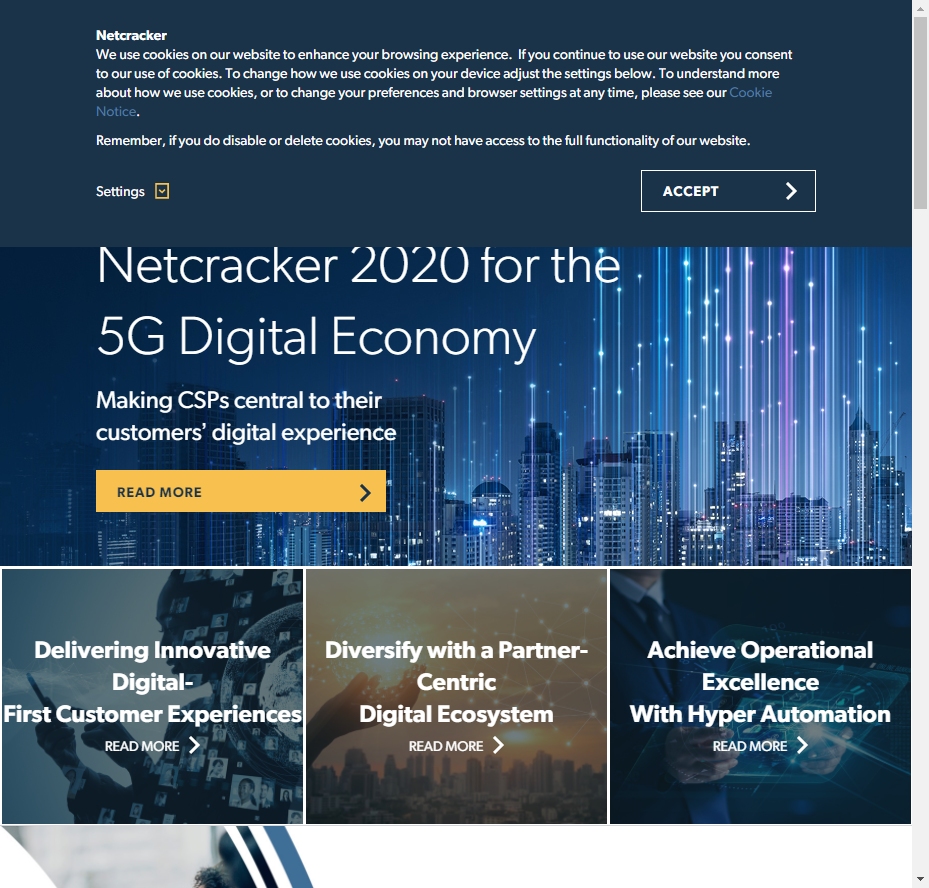 Netcracker
We use cookies on our website to enhance your browsing experience.  If you continue to use our website you consent
to our use of cookies. To change how we use cookies on your device adjust the settings below. To understand more
about how we use cookies, or to change your preferences and browser settings at any time, please see our Cookie
Notice.
Remember, if you do disable or delete cookies, you may not have access to the full functionality of our website.
Settings
ACCEPT
Netcracker 2020 for the
5G Digital Economy
Making CSPs central to their
customers’ digital experience
READ MORE
Delivering Innovative
Digital-
First Customer Experiences
READ MORE
Diversify with a Partner-
Centric
Digital Ecosystem
READ MORE
Achieve Operational
Excellence
With Hyper Automation
READ MORE